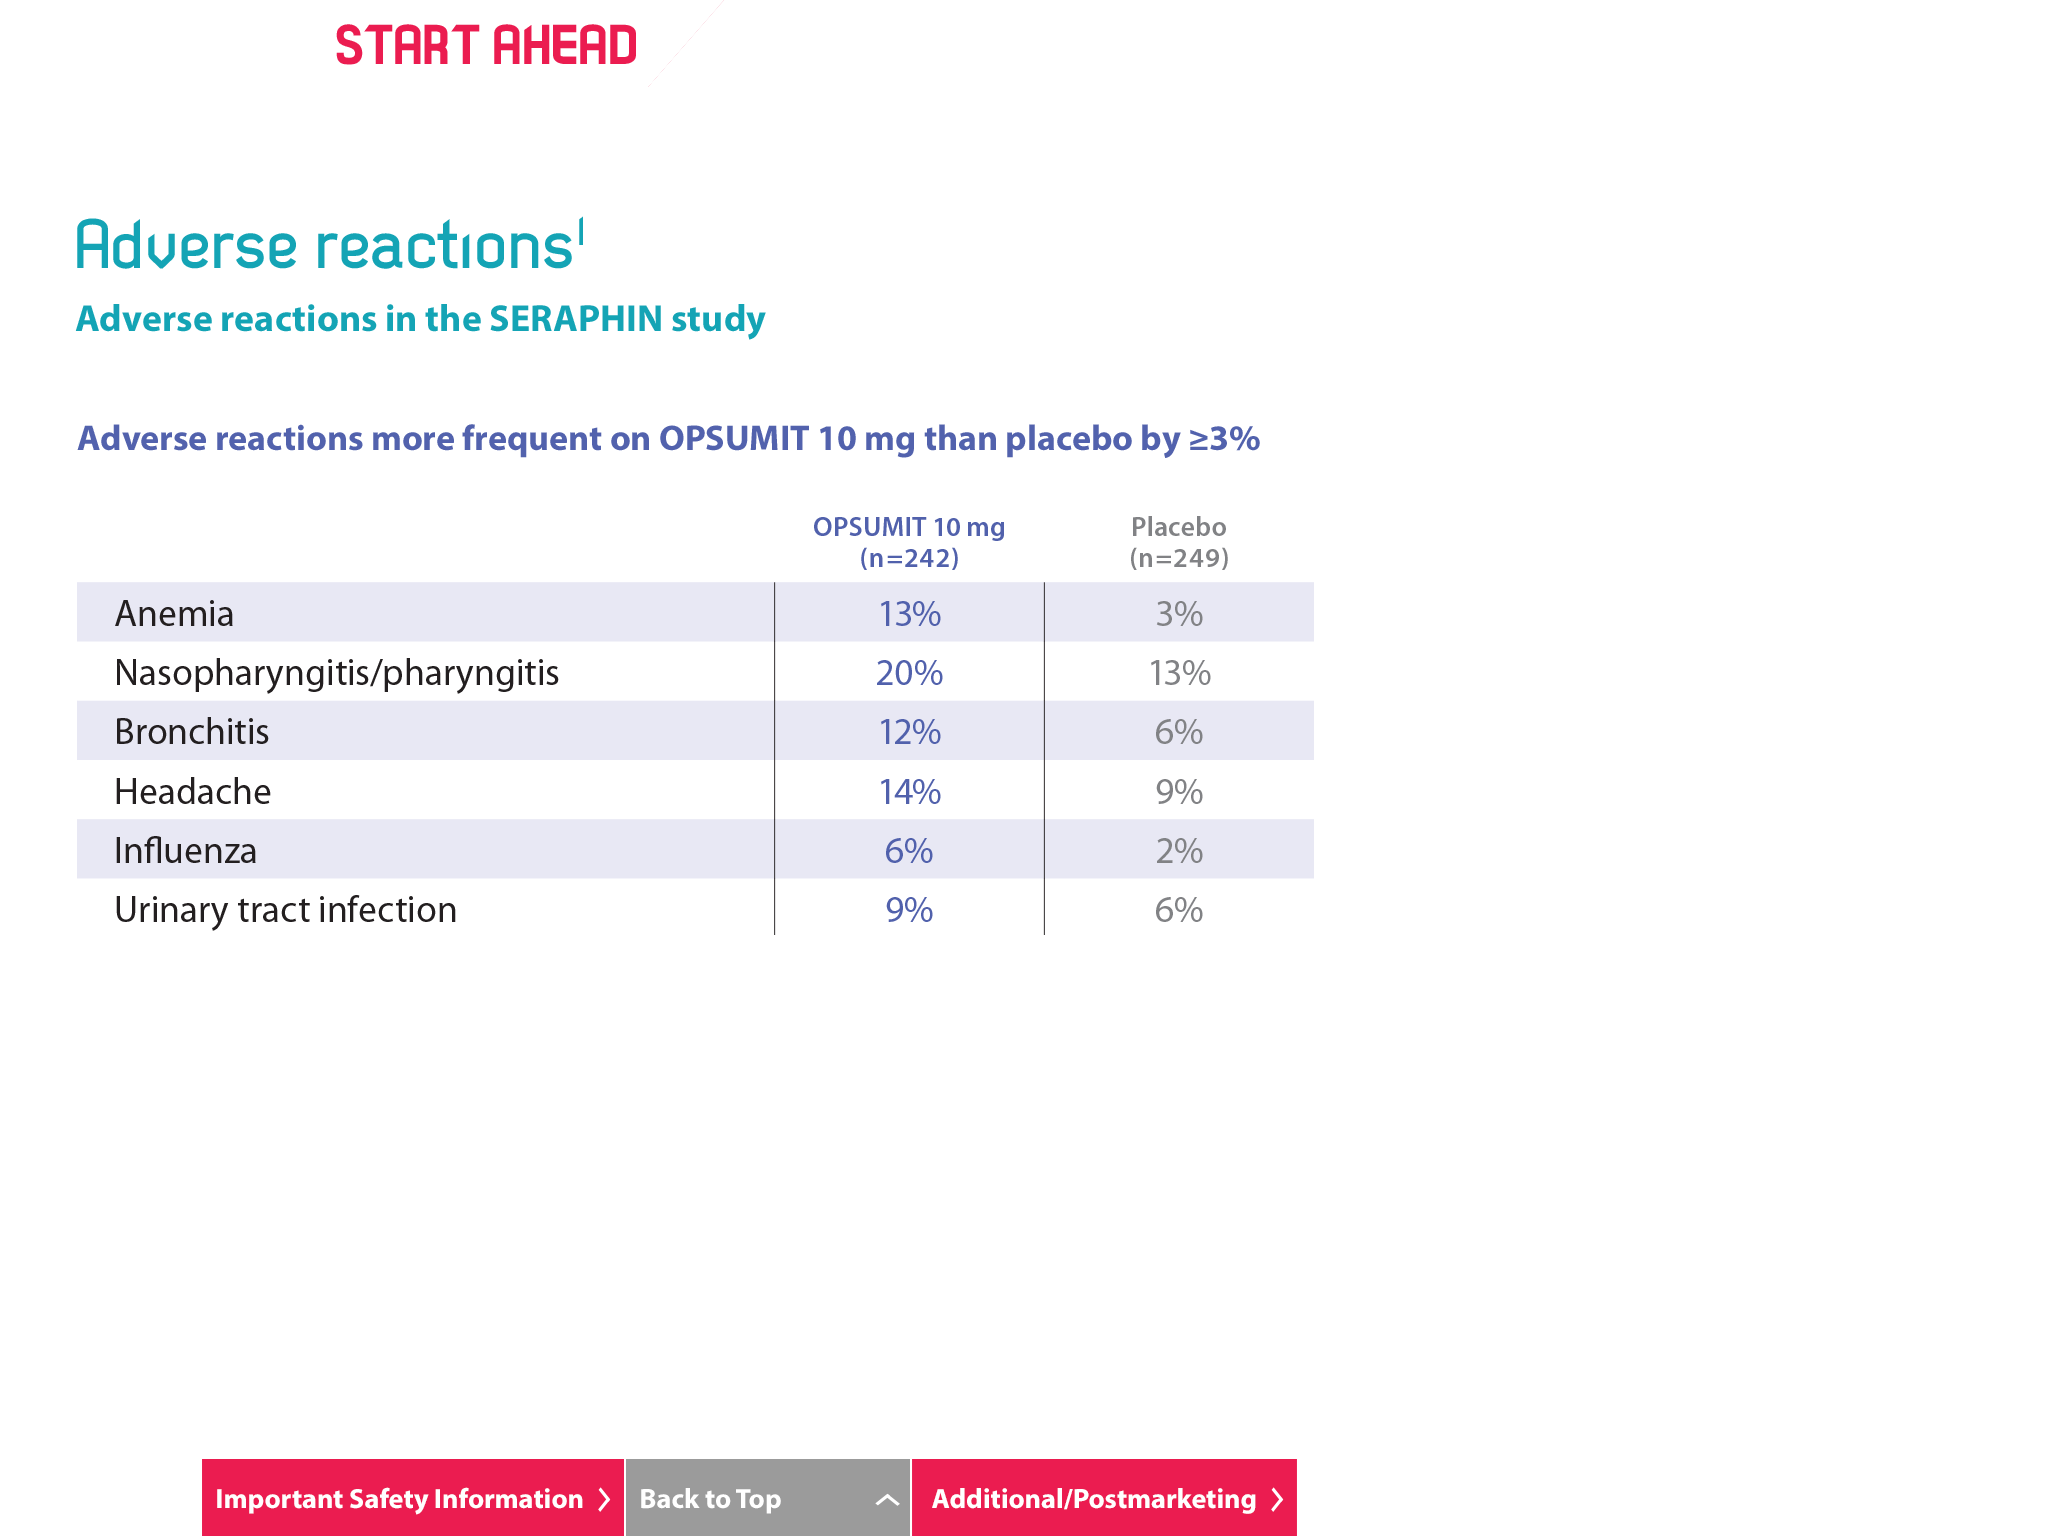 START AHEAD
Adverse reactions¹
Adverse reactions in the SERAPHIN study
Adverse reactions more frequent on OPSUMIT 10 mg than placebo by ≥3%
OPSUMIT 10 mg Placebo
(n=242) (n=249)
Anemia 13% 3%
Nasopharyngitis/pharyngitis 20% 13%
Bronchitis 12% 6%
Headache 14% 9%
Influenza 6% 2%
Urinary tract infection 9% 6%
Important Safety Information Back to Top Additional/Postmarketing